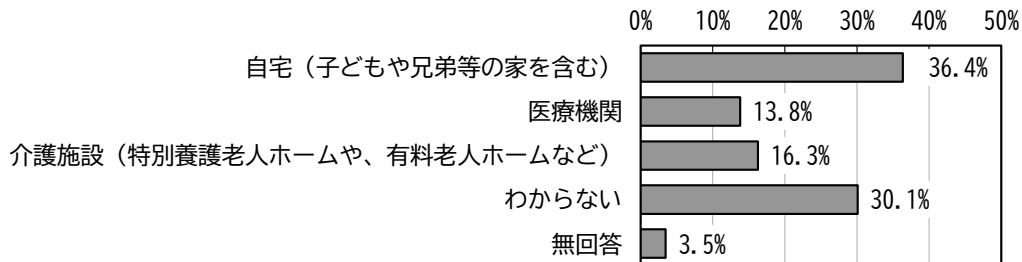 0% 10% 20% 30% 40% 50%
自宅（子どもや兄弟等の家を含む） 36.4%
医療機関 13.8%
介護施設（特別養護老人ホームや、有料老人ホームなど） 16.3%
わからない 30.1%
無回答 3.5%